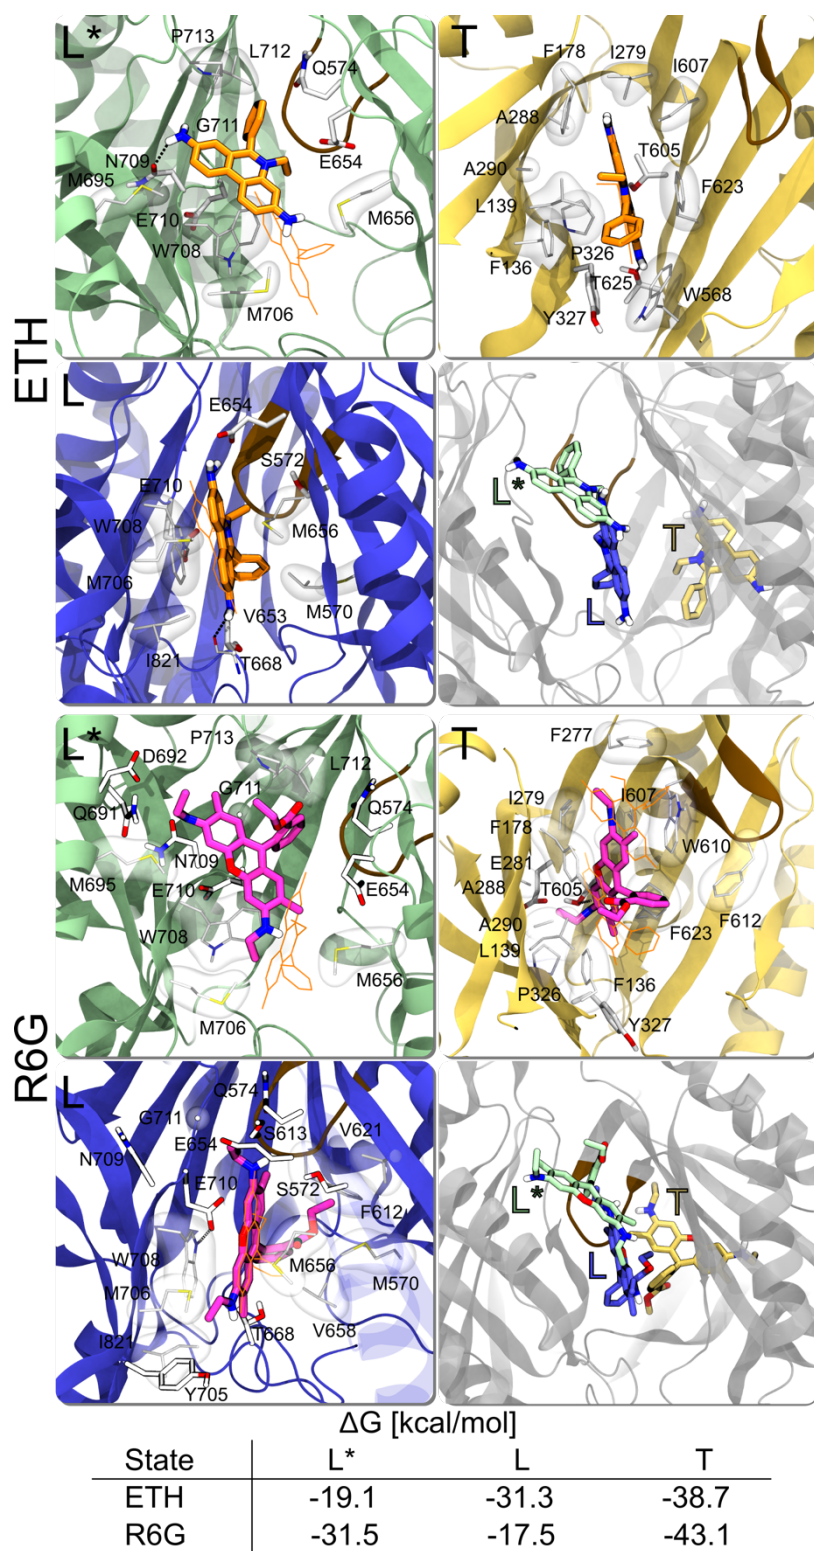 ETH
L*
P713
L712
Q574
G711
N709
E654
M695
E710
M656
W708
M706
T
F178
I279
I607
A288
T605
A290
F623
L139
P326
F136
T625
W568
Y327
L
E654
S572
E710
W708
M656
M706
V653
M570
I821
T668
L*
T
L
R6G
L*
P713
D692
L712
G711
Q574
Q691
N709
M695
E710
E654
W708
M656
M706
T
F277
I279
I607
F178
W610
E281
A288
T605
A290
F612
L139
F623
F136
P326
Y327
L
Q574
G711
S613
V621
N709
E654
E710
S572
F612
W708
M656
M570
M706
V658
T668
I821
Y705
L*
T
L
ΔG [kcal/mol]
State L* L T
ETH -19.1 -31.3 -38.7
R6G -31.5 -17.5 -43.1